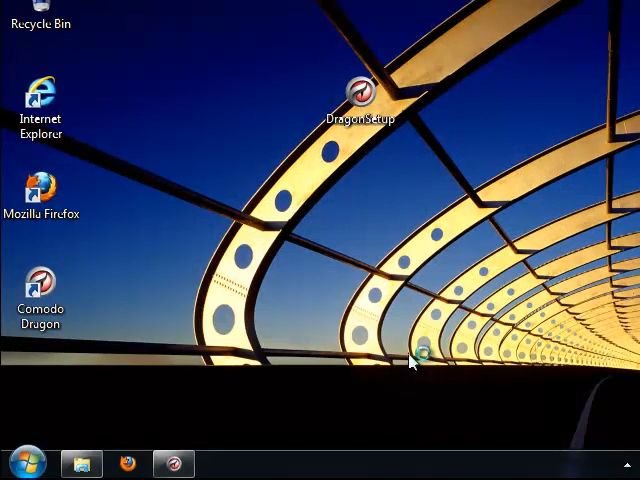 Recycle Bin
Internet
Explorer
DragonSetup
Mozilla Firefox
Comodo
Dragon